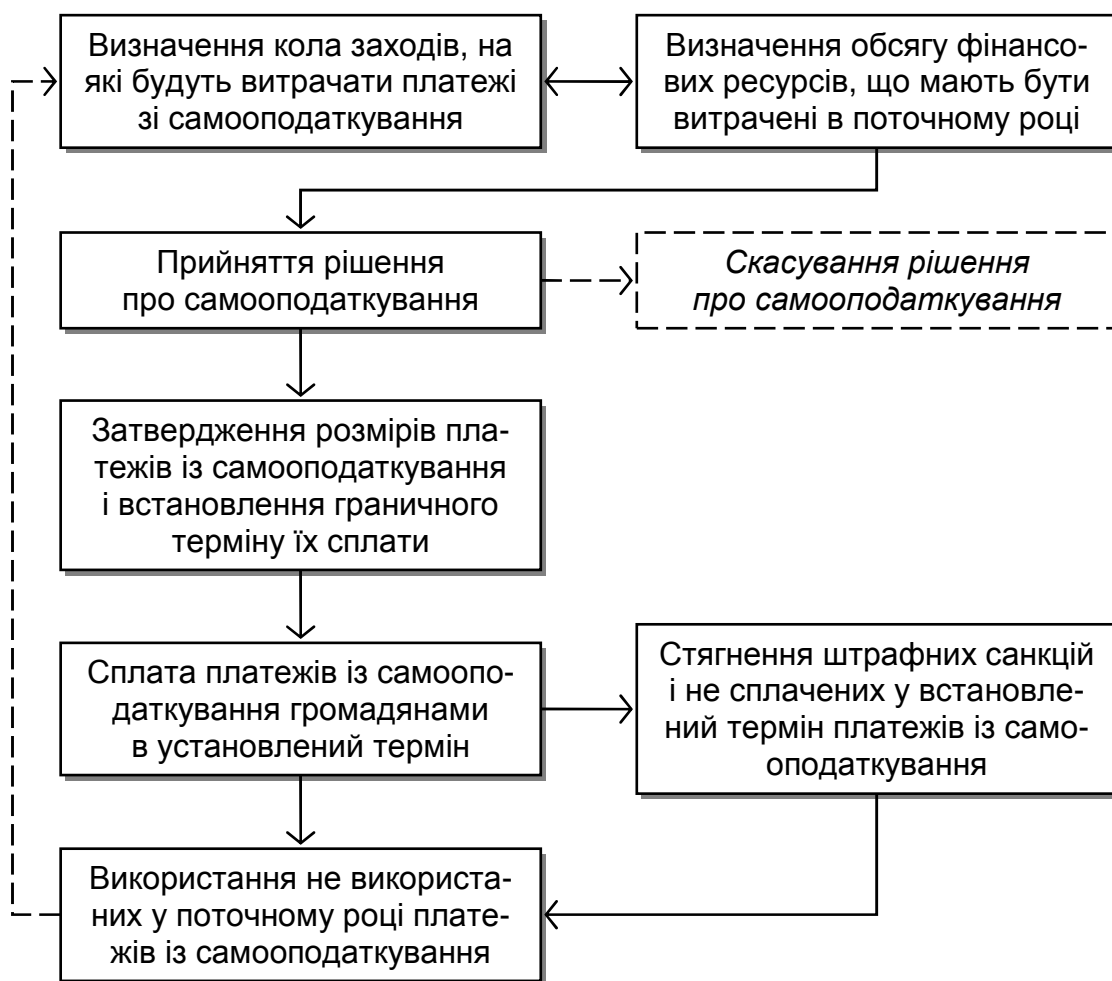 Визначення кола заходів, на
які будуть витрачати платежі
зі самооподаткування
Визначення обсягу фінансо-
вих ресурсів, що мають бути
витрачені в поточному році
Прийняття рішення
про самооподаткування
Скасування рішення
про самооподаткування
Затвердження розмірів пла-
тежів із самооподаткування
і встановлення граничного
терміну їх сплати
Сплата платежів із самоопо-
даткування громадянами
в установлений термін
Стягнення штрафних санкцій
і не сплачених у встановле-
ний термін платежів із само-
оподаткування
Використання не використа-
них у поточному році плате-
жів із самооподаткування